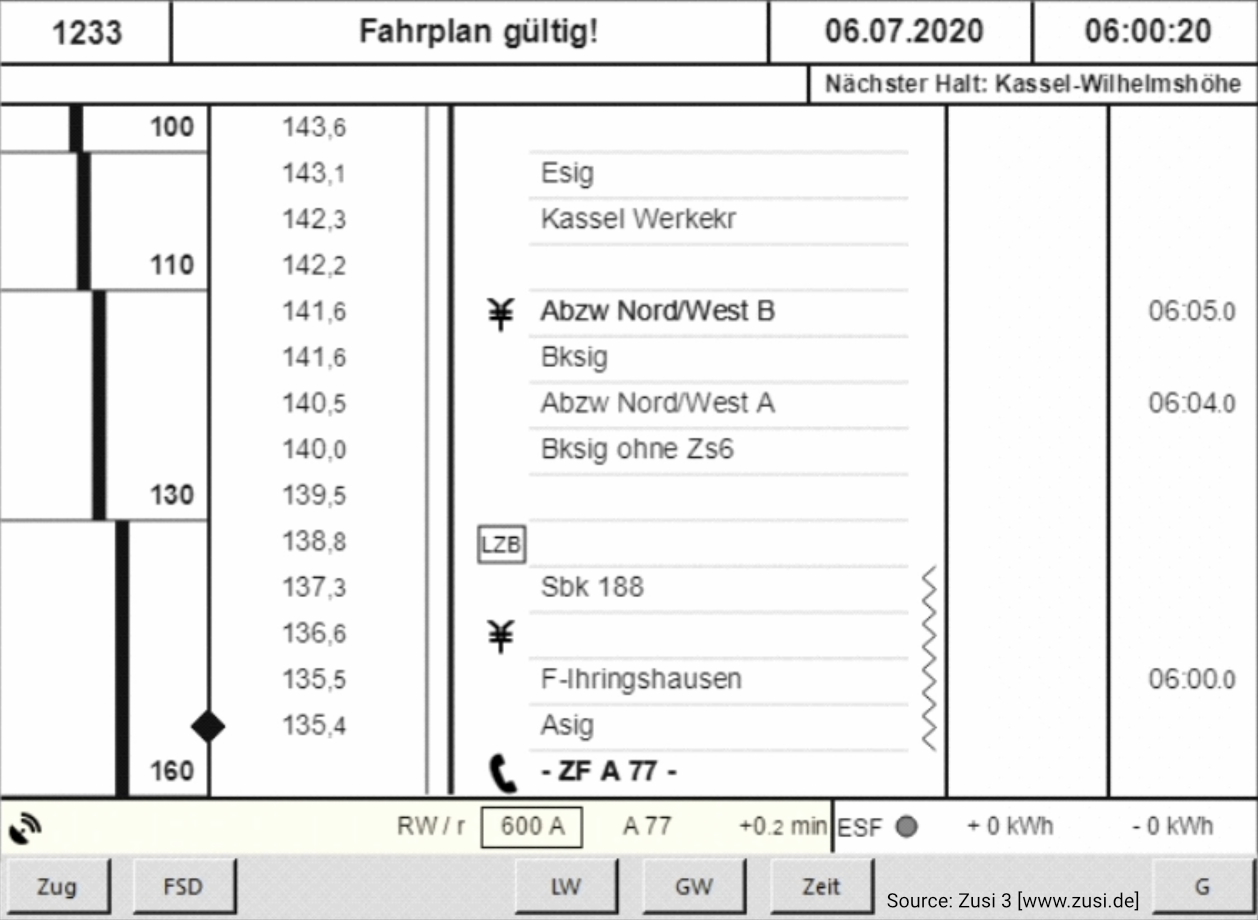 1233 Fahrplan gültig! 06.07.2020 06:00:20
Nächster Halt: Kassel-Wilhelmshöhe
100 143,6
143,1 Esig
142,3 Kassel Werkekr
110 142,2
141,6 Abzw Nord/West B 06:05.0
141,6 Bksig
140,5 Abzw Nord/West A 06:04.0
140,0 Bksig ohne Zs6
130 139,5
138,8 LZB
137,3 Sbk 188
136,6
135,5 F-Ihringshausen 06:00.0
135,4 Asig
160 - ZF A 77 -
RW / r 600 A A 77 +0.2 min ESF + 0 kWh - 0 kWh
Zug FSD LW GW Zeit Source: Zusi 3 [www.zusi.de] G